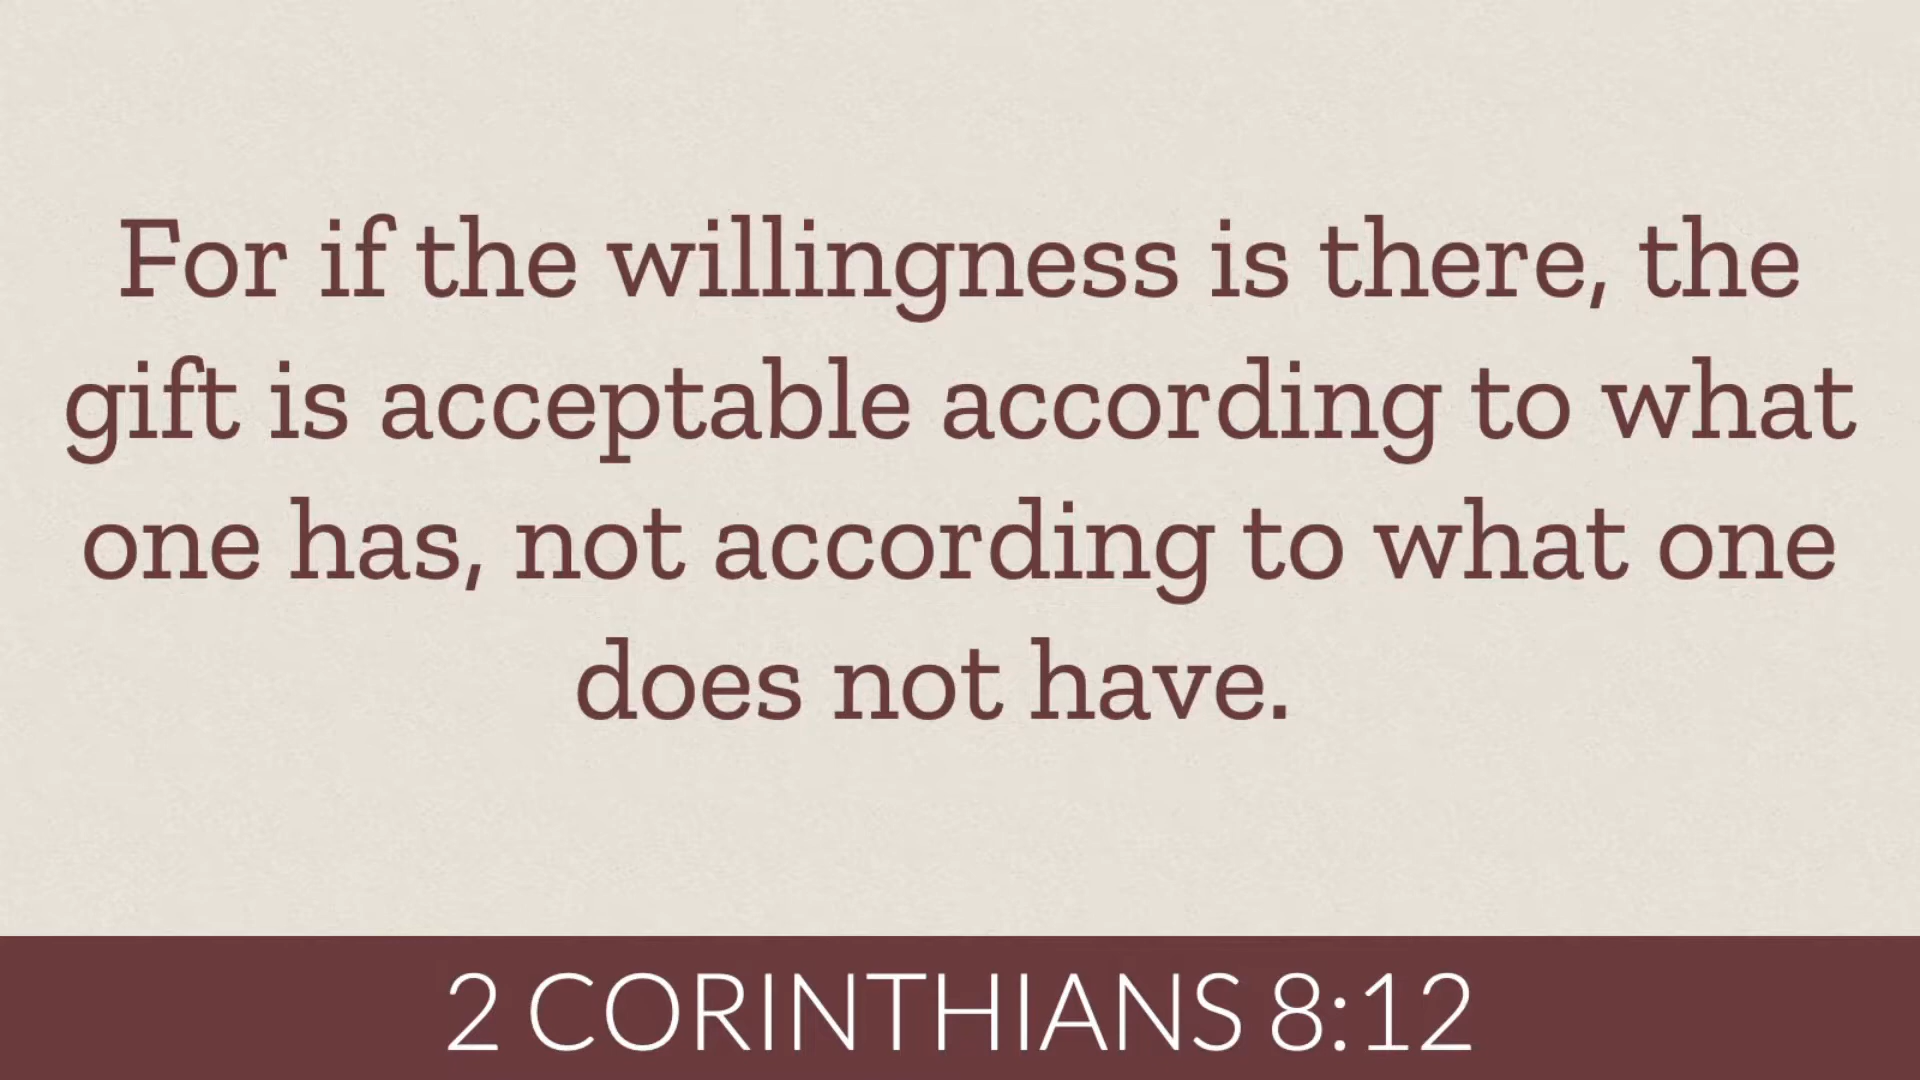 For if the willingness is there, the
gift is acceptable according to what
one has, not according to what one
does not have.
2 CORINTHIANS 8:12